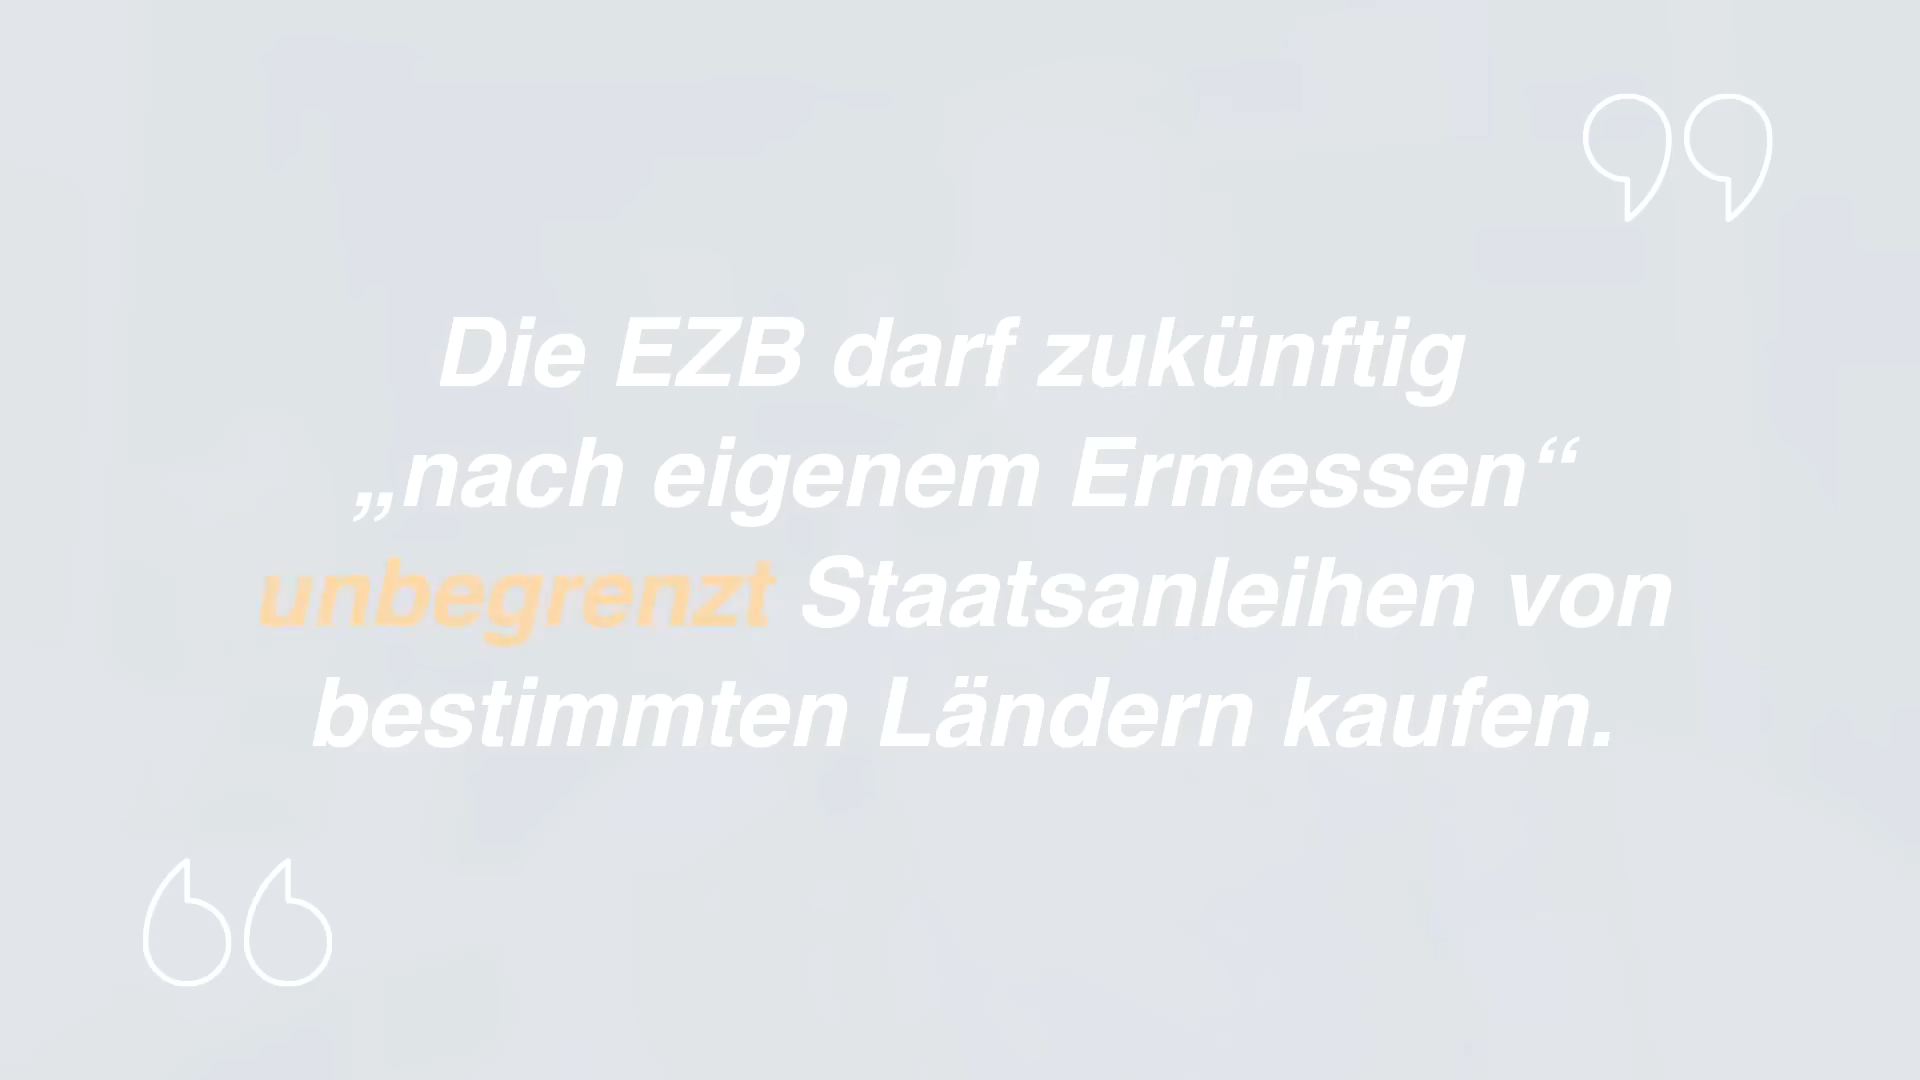 Die EZB darf zukünftig
„nach eigenem Ermessen“
unbegrenzt Staatsanleihen von
bestimmten Ländern kaufen.